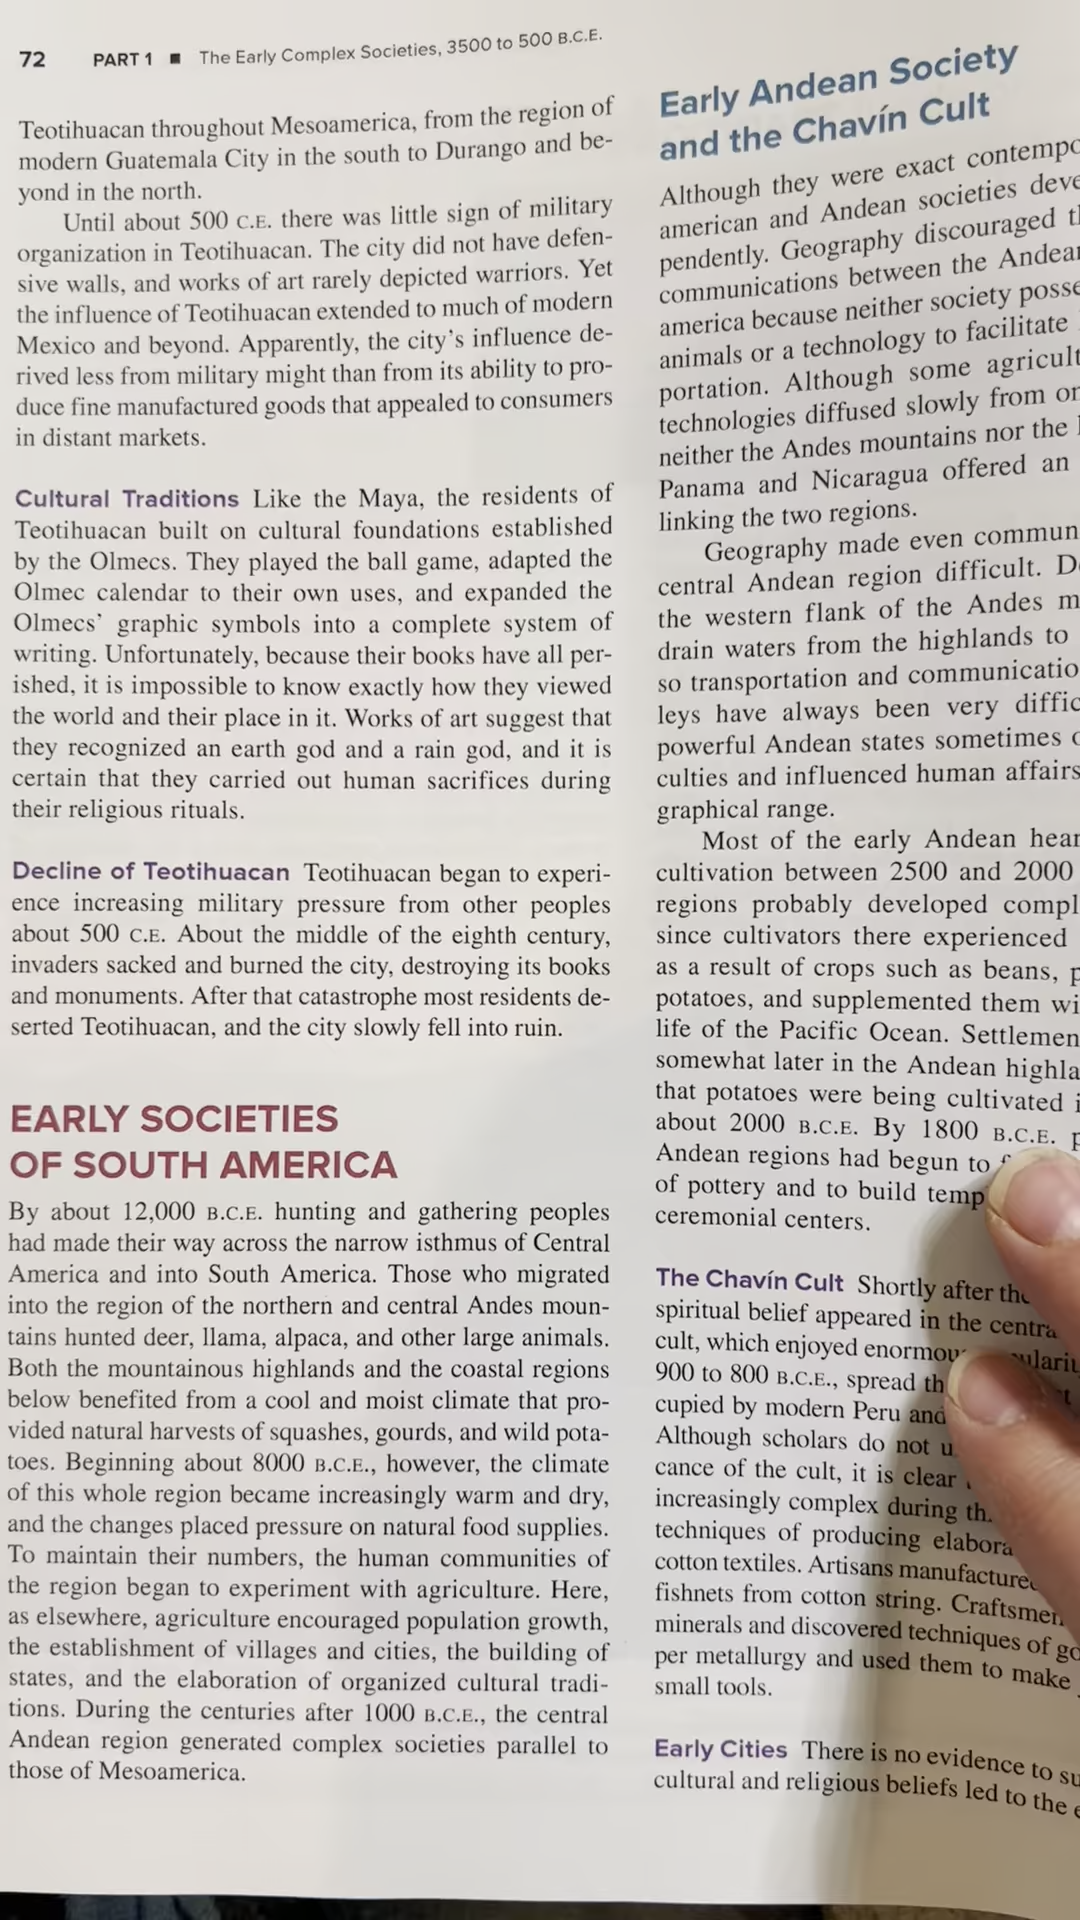 72 PART 1 ■ The Early Complex Societies, 3500 to 500 B.C.E.
Teotihuacan throughout Mesoamerica, from the region of
modern Guatemala City in the south to Durango and be-
yond in the north.
Until about 500 C.E. there was little sign of military
organization in Teotihuacan. The city did not have defen-
sive walls, and works of art rarely depicted warriors. Yet
the influence of Teotihuacan extended to much of modern
Mexico and beyond. Apparently, the city's influence de-
rived less from military might than from its ability to pro-
duce fine manufactured goods that appealed to consumers
in distant markets.
Cultural Traditions Like the Maya, the residents of
Teotihuacan built on cultural foundations established
by the Olmecs. They played the ball game, adapted the
Olmec calendar to their own uses, and expanded the
Olmecs' graphic symbols into a complete system of
writing. Unfortunately, because their books have all per-
ished, it is impossible to know exactly how they viewed
the world and their place in it. Works of art suggest that
they recognized an earth god and a rain god, and it is
certain that they carried out human sacrifices during
their religious rituals.
Decline of Teotihuacan Teotihuacan began to experi-
ence increasing military pressure from other peoples
about 500 C.E. About the middle of the eighth century,
invaders sacked and burned the city, destroying its books
and monuments. After that catastrophe most residents de-
serted Teotihuacan, and the city slowly fell into ruin.
EARLY SOCIETIES
OF SOUTH AMERICA
By about 12,000 B.C.E. hunting and gathering peoples
had made their way across the narrow isthmus of Central
America and into South America. Those who migrated
into the region of the northern and central Andes moun-
tains hunted deer, llama, alpaca, and other large animals.
Both the mountainous highlands and the coastal regions
below benefited from a cool and moist climate that pro-
vided natural harvests of squashes, gourds, and wild pota-
toes. Beginning about 8000 B.C.E., however, the climate
of this whole region became increasingly warm and dry,
and the changes placed pressure on natural food supplies.
To maintain their numbers, the human communities of
the region began to experiment with agriculture. Here,
as elsewhere, agriculture encouraged population growth,
the establishment of villages and cities, the building of
states, and the elaboration of organized cultural tradi-
tions. During the centuries after 1000 B.C.E., the central
Andean region generated complex societies parallel to
those of Mesoamerica.
Early Andean Society
and the Chavín Cult
Although they were exact contempo
american and Andean societies deve
pendently. Geography discouraged
communications between the Andea
america because neither society posse
animals or a technology to facilitate
portation. Although some agricult
technologies diffused slowly from
neither the Andes mountains nor the
Panama and Nicaragua offered an
linking the two regions.
Geography made even commun
central Andean region difficult.
the western flank of the Andes m
drain waters from the highlands to
so transportation and communicatio
leys have always been very diffic
powerful Andean states sometimes
culties and influenced human affairs
graphical range.
Most of the early Andean hear
cultivation between 2500 and 2000
regions probably developed compl
since cultivators there experienced
as a result of crops such as beans, p
potatoes, and supplemented them wi
life of the Pacific Ocean. Settlemen
somewhat later in the Andean highla
that potatoes were being cultivated i
about 2000 B.C.E. By 1800 B.C.E. p
Andean regions had begun to
of pottery and to build temp
ceremonial centers.
The Chavín Cult Shortly after the
spiritual belief appeared in the centra
cult, which enjoyed enormou ularit
900 to 800 B.C.E., spread th
cupied by modern Peru and
Although scholars do not u
cance of the cult, it is clear
increasingly complex during th
techniques of producing elabora
cotton textiles. Artisans manufacture
fishnets from cotton string. Craftsmen
minerals and discovered techniques of go
per metallurgy and used them to make
small tools.
Early Cities There is no evidence to su
cultural and religious beliefs led to the e